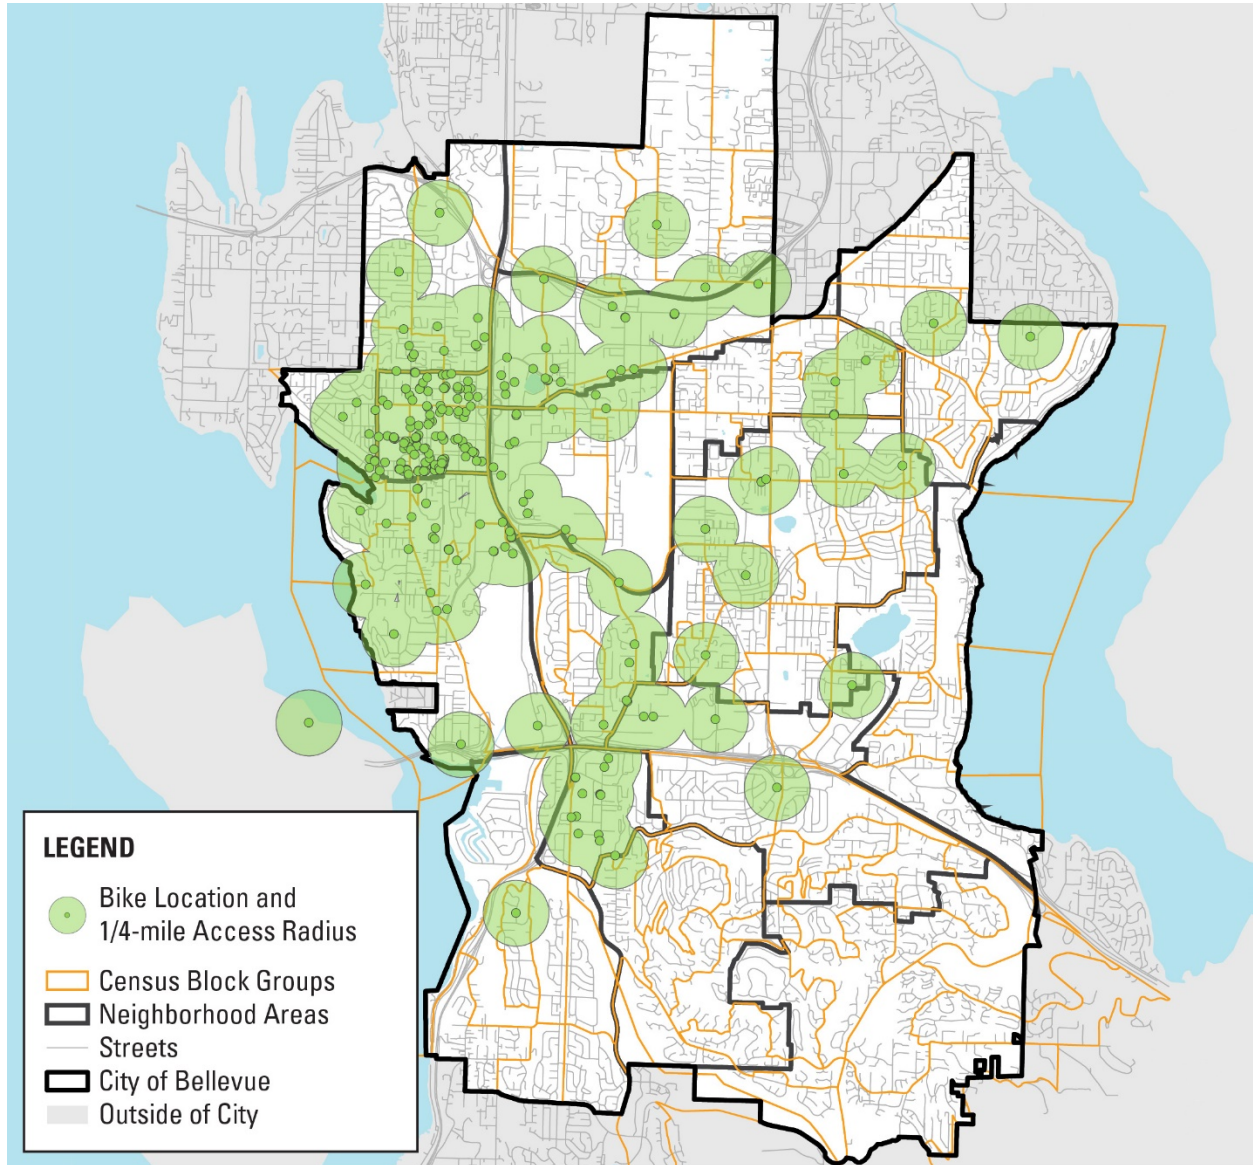 LEGEND
Bike Location and
1/4-mile Access Radius
Census Block Groups
Neighborhood Areas
Streets
City of Bellevue
Outside of City